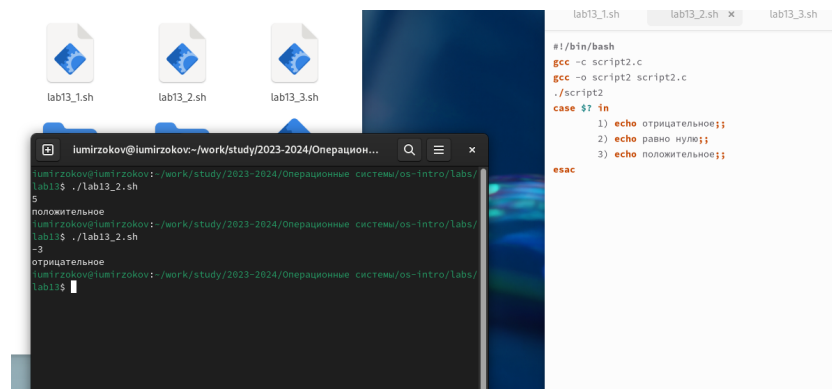 lab13_1.sh
lab13_2.sh
lab13_3.sh
iumirzokov@iumirzokov:~/work/study/2023-2024/Операцион...
iumirzokov@iumirzokov:~/work/study/2023-2024/Операционные системы/os-intro/labs/
lab13$ ./lab13_2.sh
5
положительное
iumirzokov@iumirzokov:~/work/study/2023-2024/Операционные системы/os-intro/labs/
lab13$ ./lab13_2.sh
-3
отрицательное
iumirzokov@iumirzokov:~/work/study/2023-2024/Операционные системы/os-intro/labs/
lab13$
lab13_1.sh
lab13_2.sh ×
lab13_3.sh
#!/bin/bash
gcc -c script2.c
gcc -o script2 script2.c
./script2
case $? in
1) echo отрицательное;;
2) echo равно нулю;;
3) echo положительное;;
esac